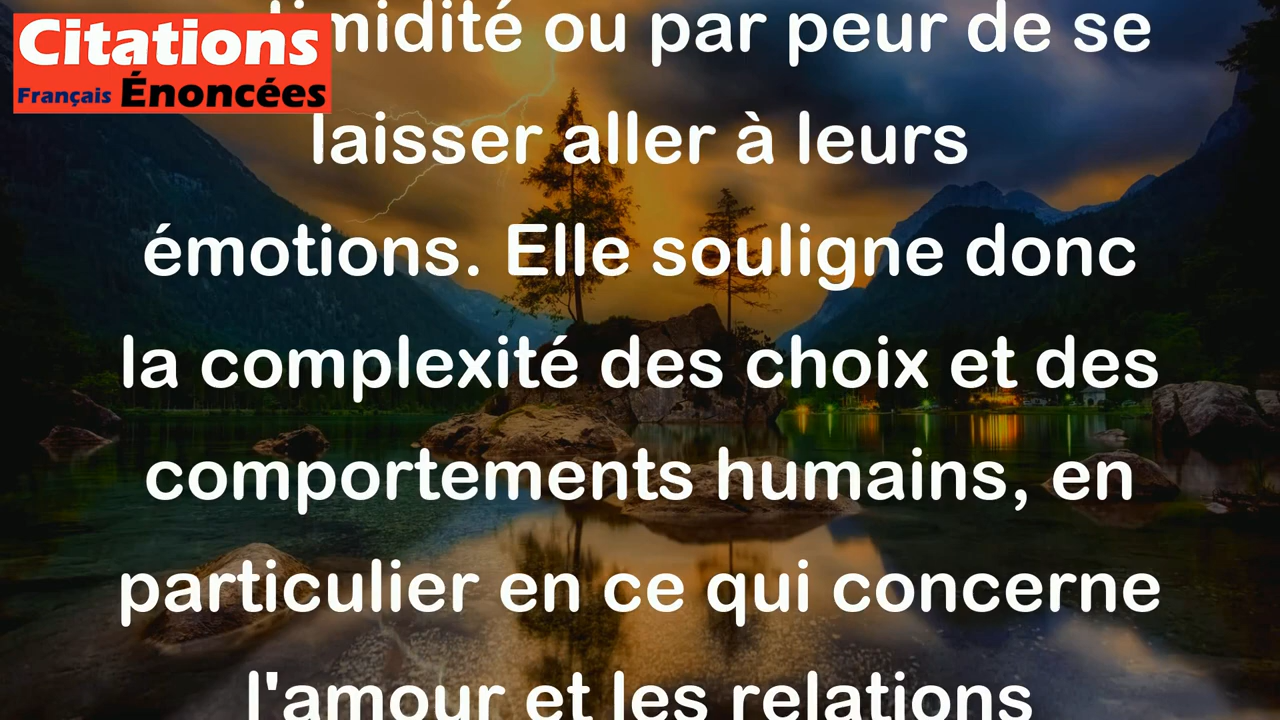 Citations
Français Énoncées
timidité ou par peur de se
laisser aller à leurs
émotions. Elle souligne donc
la complexité des choix et des
comportements humains, en
particulier en ce qui concerne
l'amour et les relations